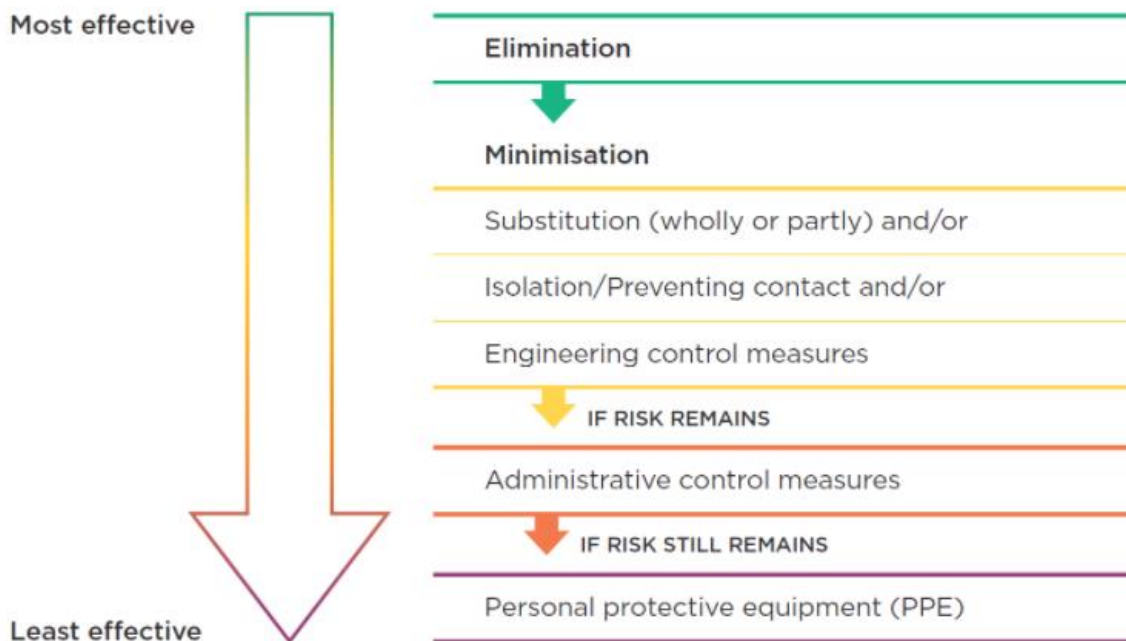 Most effective
Elimination
Minimisation
Substitution (wholly or partly) and/or
Isolation/Preventing contact and/or
Engineering control measures
IF RISK REMAINS
Administrative control measures
IF RISK STILL REMAINS
Personal protective equipment (PPE)
Least effective